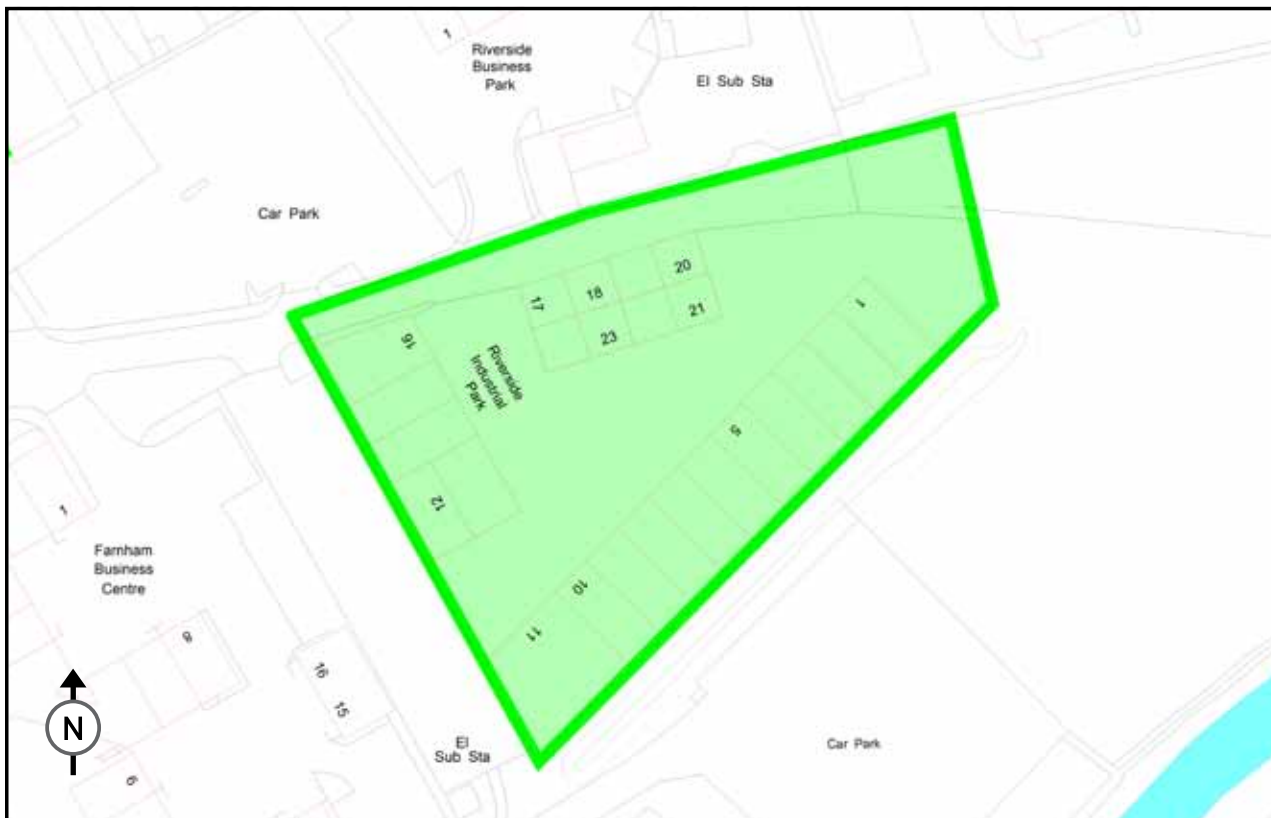 1
Riverside
Business
Park
El Sub Sta
Car Park
20
18
17
21
1
23
16
Riverside
Industrial
Park
5
12
1
Farnham
Business
Centre
10
11
8
16
15
N
El
Sub Sta
Car Park
6